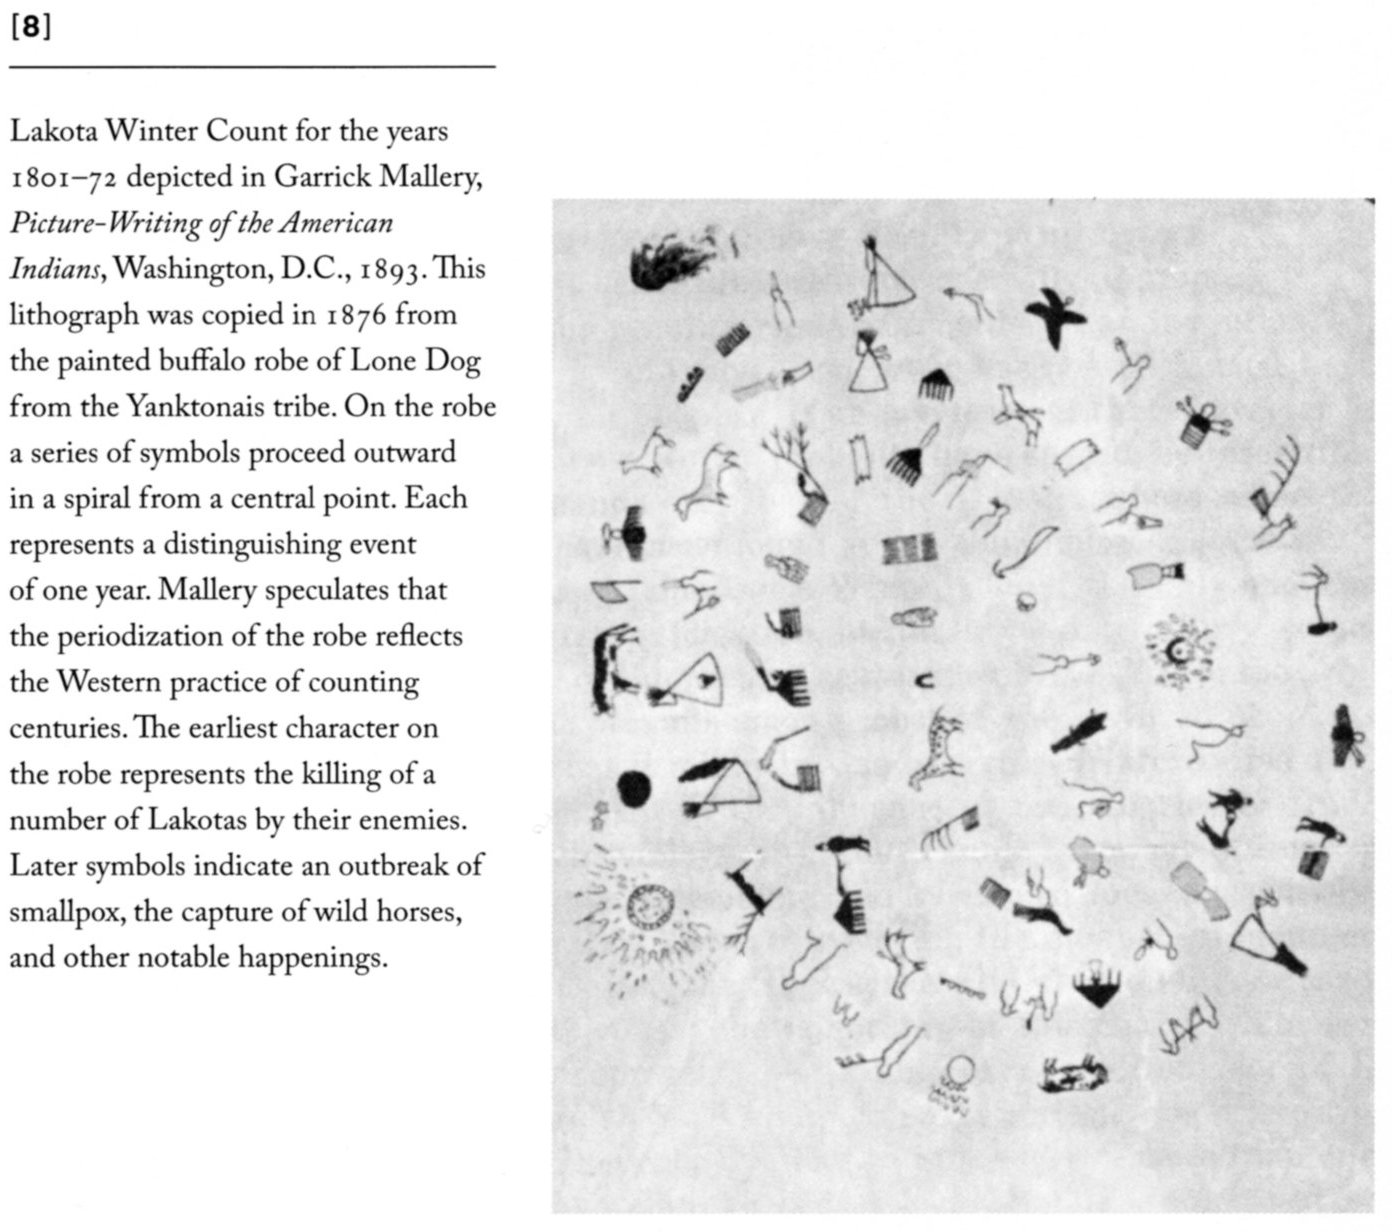 [8]
Lakota Winter Count for the years
1801–72 depicted in Garrick Mallery,
Picture-Writing of the American
Indians, Washington, D.C., 1893. This
lithograph was copied in 1876 from
the painted buffalo robe of Lone Dog
from the Yanktonais tribe. On the robe
a series of symbols proceed outward
in a spiral from a central point. Each
represents a distinguishing event
of one year. Mallery speculates that
the periodization of the robe reflects
the Western practice of counting
centuries. The earliest character on
the robe represents the killing of a
number of Lakotas by their enemies.
Later symbols indicate an outbreak of
smallpox, the capture of wild horses,
and other notable happenings.